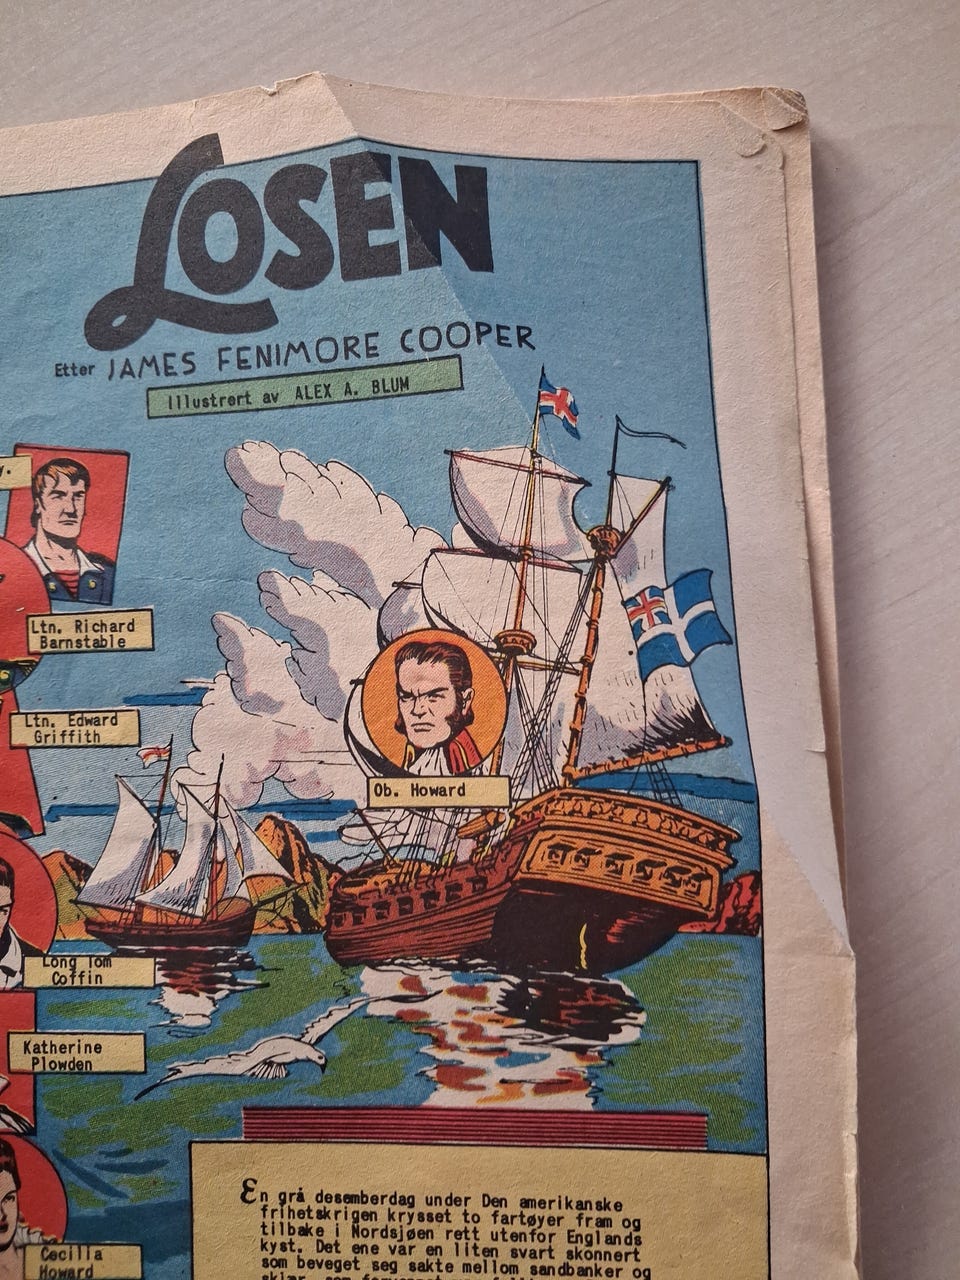 LOSEN
Etter JAMES FENIMORE COOPER
Illustrert av ALEX A. BLUM
Ltn. Richard
Barnstable
Ltn. Edward
Griffith
Ob. Howard
Long Tom
Coffin
Katherine
Plowden
Cecilia
Howard
En grå desemberdag under Den amerikanske
frihetskrigen krysset to fartøyer fram og
tilbake i Nordsjøen rett utenfor Englands
kyst. Det ene var en liten svart skonnert
som beveget seg sakte mellom sandbanker og